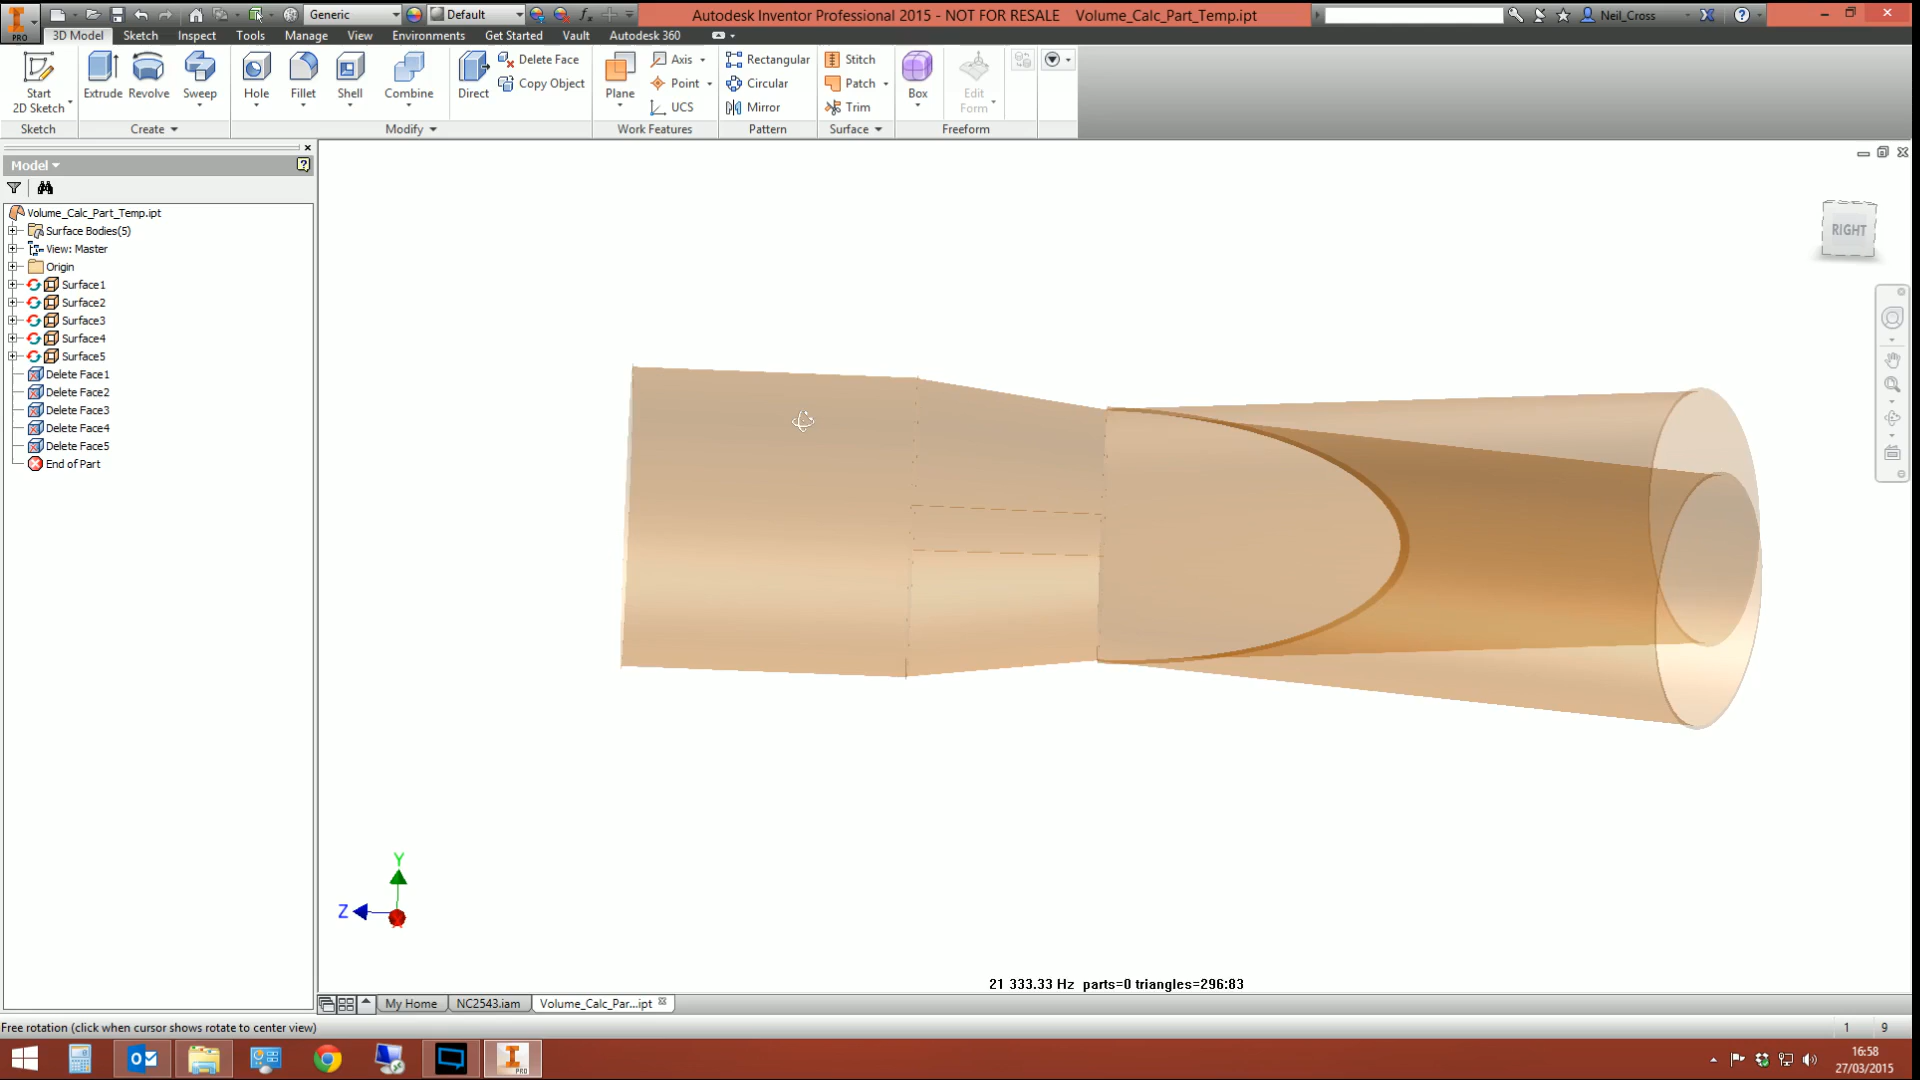 Generic
Default
Autodesk Inventor Professional 2015 - NOT FOR RESALE Volume_Calc_Part_Temp.ipt
Neil_Cross
PRO
3D Model Sketch Inspect Tools Manage View Environments Get Started Vault Autodesk 360
Start
2D Sketch
Extrude Revolve Sweep
Hole Fillet Shell Combine
Direct
Delete Face
Copy Object
Plane
Axis
Point
UCS
Rectangular
Circular
Mirror
Stitch
Patch
Trim
Box
Edit
Form
Sketch Create Modify Work Features Pattern Surface Freeform
Model
Volume_Calc_Part_Temp.ipt
Surface Bodies(5)
View: Master
Origin
Surface1
Surface2
Surface3
Surface4
Surface5
Delete Face1
Delete Face2
Delete Face3
Delete Face4
Delete Face5
End of Part
RIGHT
Y
Z
21 333.33 Hz parts=0 triangles=296:83
My Home NC2543.iam Volume_Calc_Par...ipt
Free rotation (click when cursor shows rotate to center view)
1 9
PRO
16:58
27/03/2015